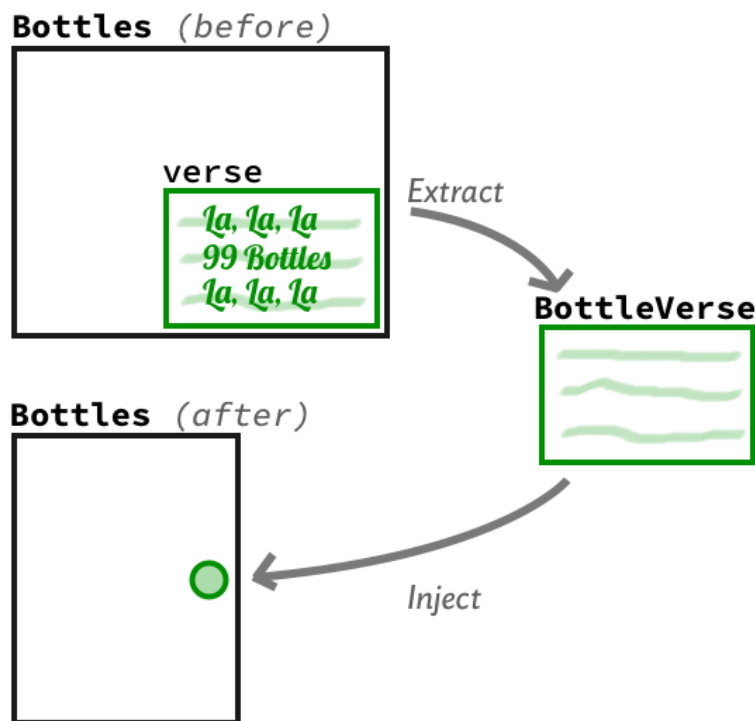 Bottles (before)
verse
La, La, La
99 Bottles
La, La, La
Extract
BottleVerse
Bottles (after)
Inject